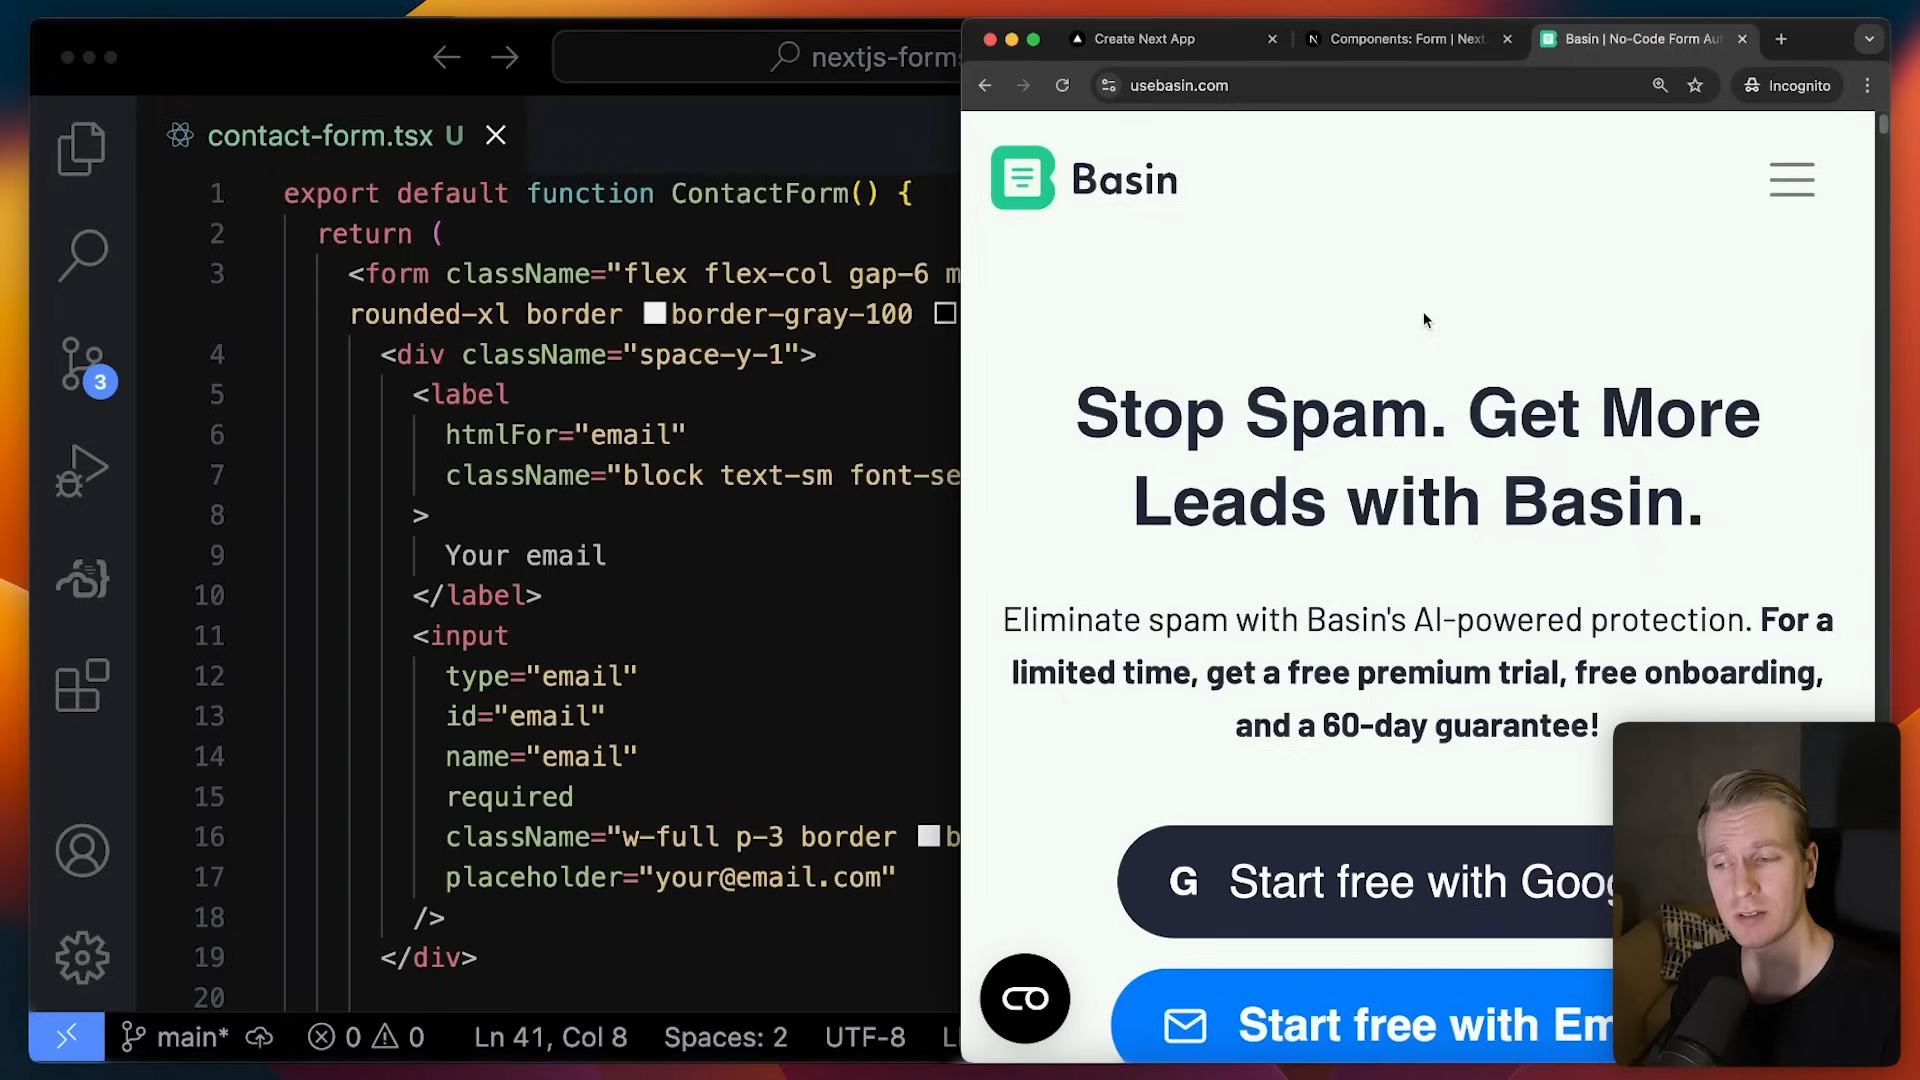 nextjs-forms
contact-form.tsx U
1 export default function ContactForm() {
2 return (
3 <form className="flex flex-col gap-6 m
rounded-xl border border-gray-100
4 <div className="space-y-1">
5 <label
6 htmlFor="email"
7 className="block text-sm font-se
8 >
9 Your email
10 </label>
11 <input
12 type="email"
13 id="email"
14 name="email"
15 required
16 className="w-full p-3 border b
17 placeholder="your@email.com"
18 />
19 </div>
20
3
main* 0 0 Ln 41, Col 8 Spaces: 2 UTF-8 L
Create Next App
Components: Form | Next
Basin | No-Code Form Au
usebasin.com
Incognito
Basin
Stop Spam. Get More
Leads with Basin.
Eliminate spam with Basin's AI-powered protection. For a
limited time, get a free premium trial, free onboarding,
and a 60-day guarantee!
G Start free with Goog
Start free with Em